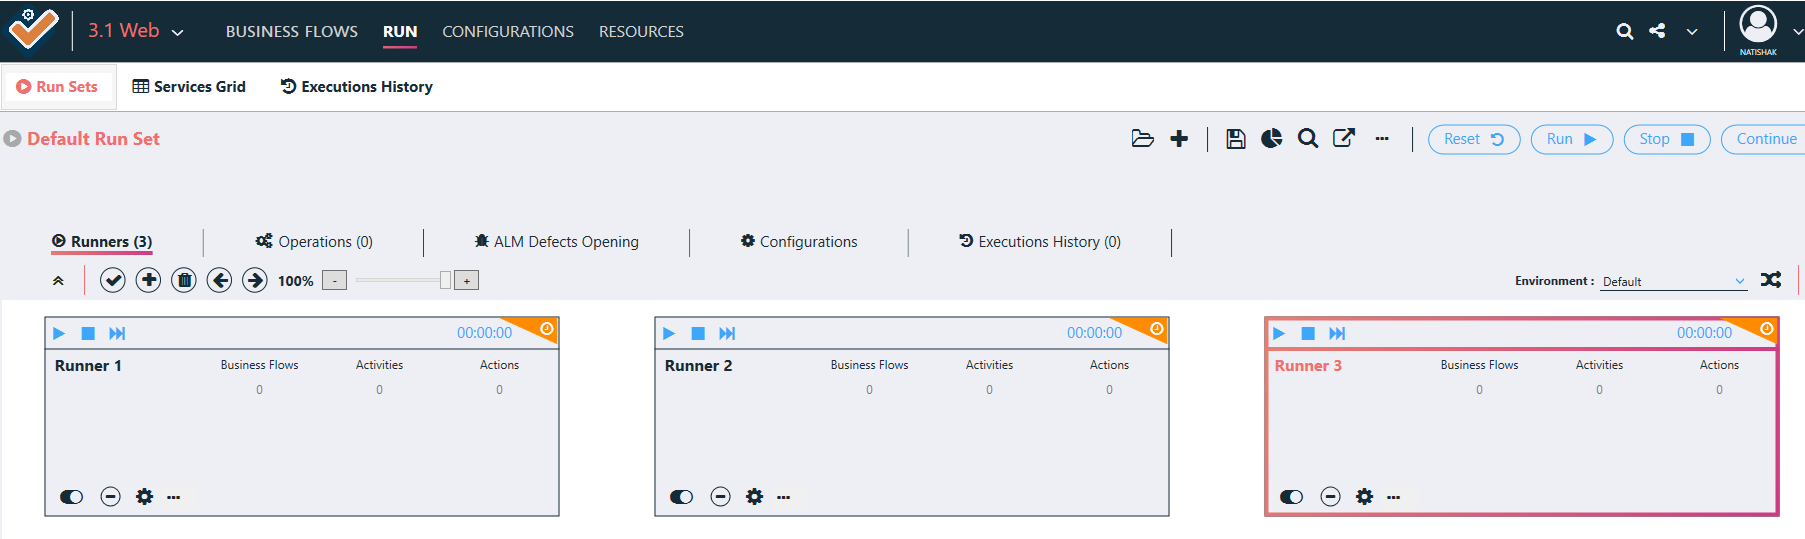 3.1 Web BUSINESS FLOWS RUN CONFIGURATIONS RESOURCES
NATISHAK
Run Sets Services Grid Executions History
Default Run Set Reset Run Stop Continue
Runners (3) Operations (0) ALM Defects Opening Configurations Executions History (0)
100% - + Environment : Default
00:00:00 00:00:00 00:00:00
Runner 1 Business Flows Activities Actions Runner 2 Business Flows Activities Actions Runner 3 Business Flows Activities Actions
0 0 0 0 0 0 0 0 0